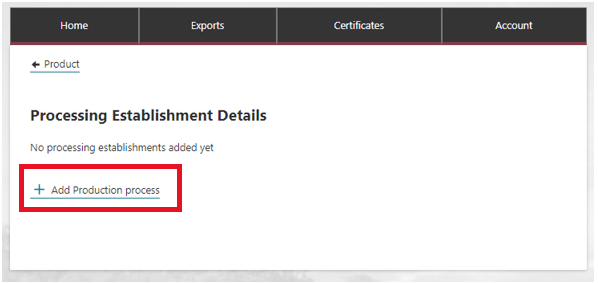 Home Exports Certificates Account
Product
Processing Establishment Details
No processing establishments added yet
Add Production process